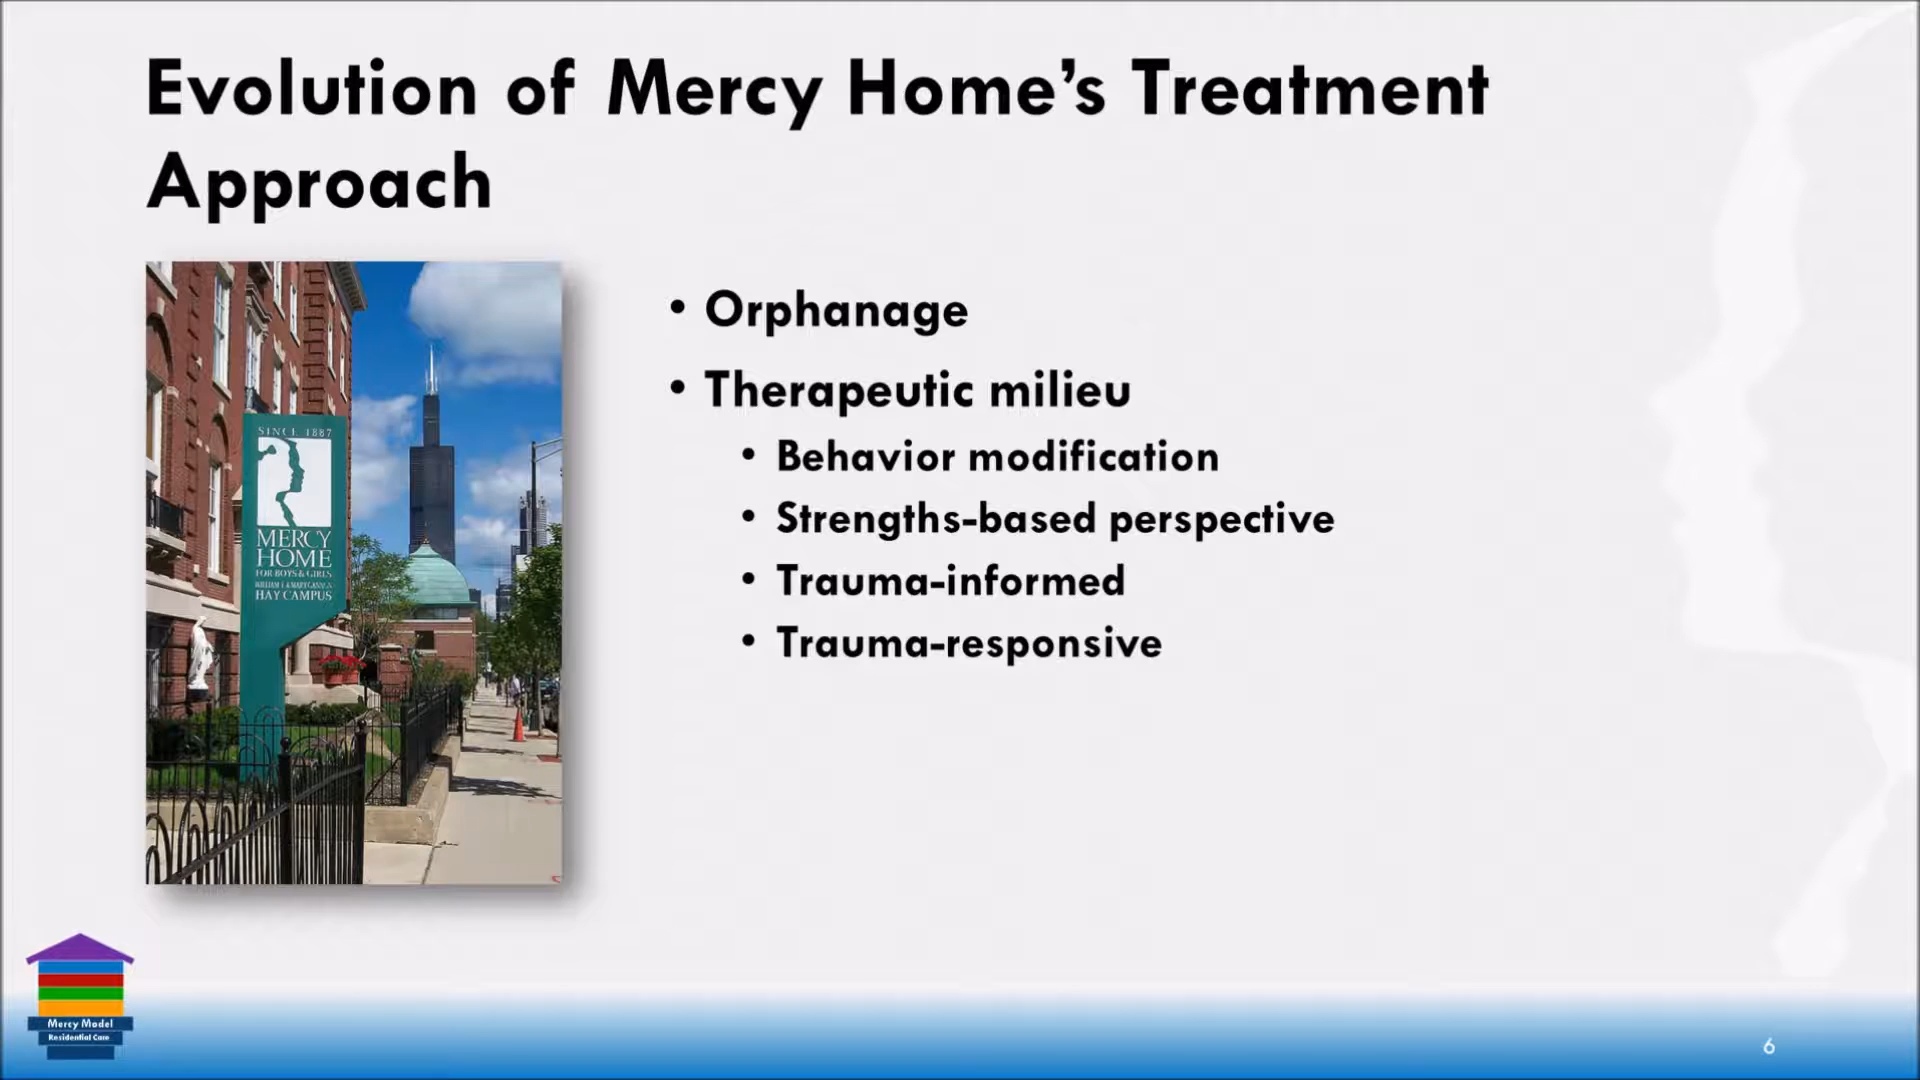 Evolution of Mercy Home’s Treatment
Approach
• Orphanage
• Therapeutic milieu
• Behavior modification
• Strengths-based perspective
• Trauma-informed
• Trauma-responsive
SINCE 1887
MERCY
HOME
FOR BOYS & GIRLS
HAY CAMPUS
Mercy Model
Residential Care
6